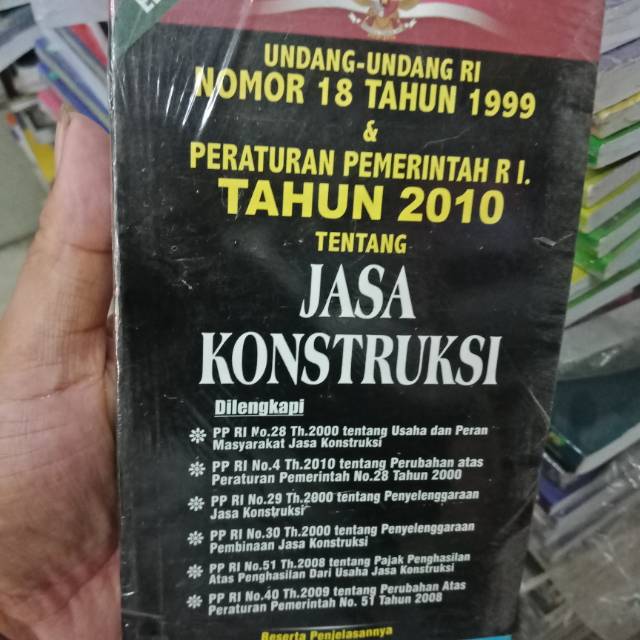 UNDANG-UNDANG RI
NOMOR 18 TAHUN 1999
&
PERATURAN PEMERINTAH R I.
TAHUN 2010
TENTANG
JASA
KONSTRUKSI
Dilengkapi
PP RI No.28 Th.2000 tentang Usaha dan Peran
Masyarakat Jasa Konstruksi
PP RI No.4 Th.2010 tentang Perubahan atas
Peraturan Pemerintah No.28 Tahun 2000
PP RI No.29 Th.2000 tentang Penyelenggaraan
Jasa Konstruksi
PP RI No.30 Th.2000 tentang Penyelenggaraan
Pembinaan Jasa Konstruksi
PP RI No.51 Th.2008 tentang Pajak Penghasilan
Atas Penghasilan Dari Usaha Jasa Konstruksi
PP RI No.40 Th.2009 tentang Perubahan Atas
Peraturan Pemerintah No. 51 Tahun 2008
Beserta Penjelasannya